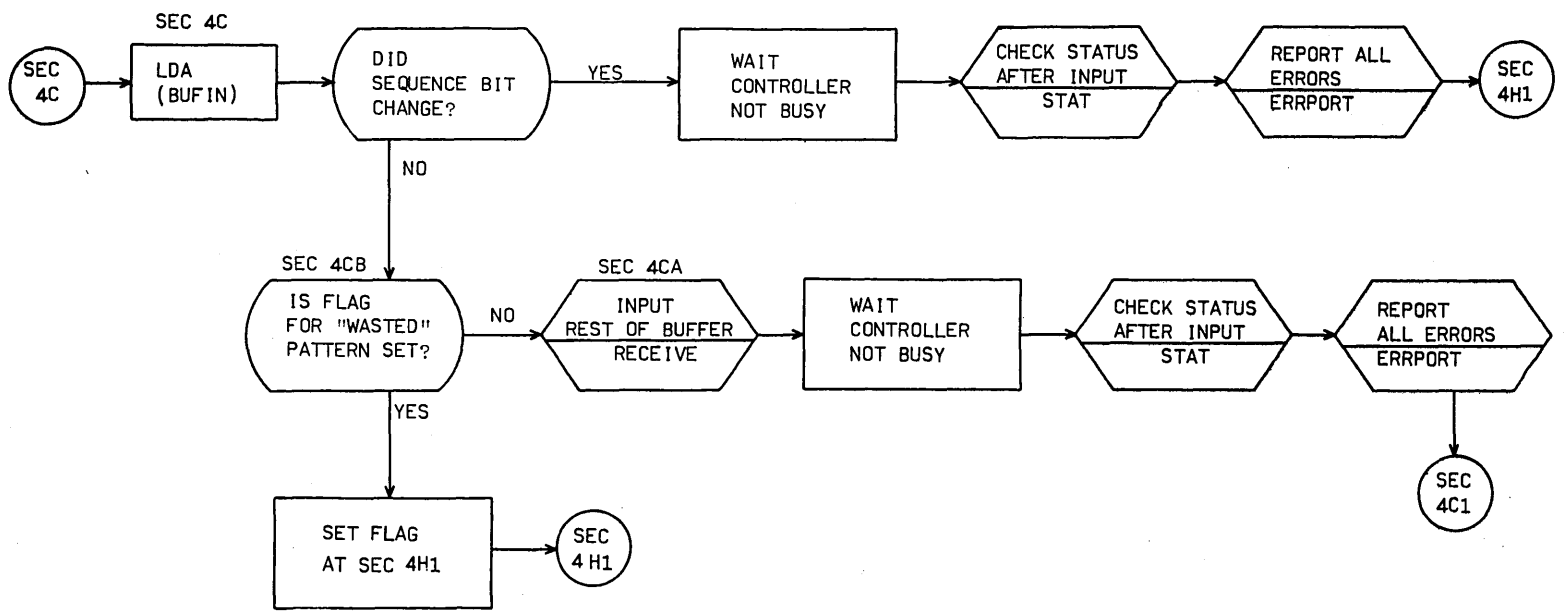 SEC 4C
SEC
4C
LDA
(BUFIN)
DID
SEQUENCE BIT
CHANGE?
YES
WAIT
CONTROLLER
NOT BUSY
CHECK STATUS
AFTER INPUT
STAT
REPORT ALL
ERRORS
ERRPORT
SEC
4H1
NO
SEC 4CB
IS FLAG
FOR "WASTED"
PATTERN SET?
NO
SEC 4CA
INPUT
REST OF BUFFER
RECEIVE
WAIT
CONTROLLER
NOT BUSY
CHECK STATUS
AFTER INPUT
STAT
REPORT
ALL ERRORS
ERRPORT
YES
SEC
4C1
SET FLAG
AT SEC 4H1
SEC
4H1